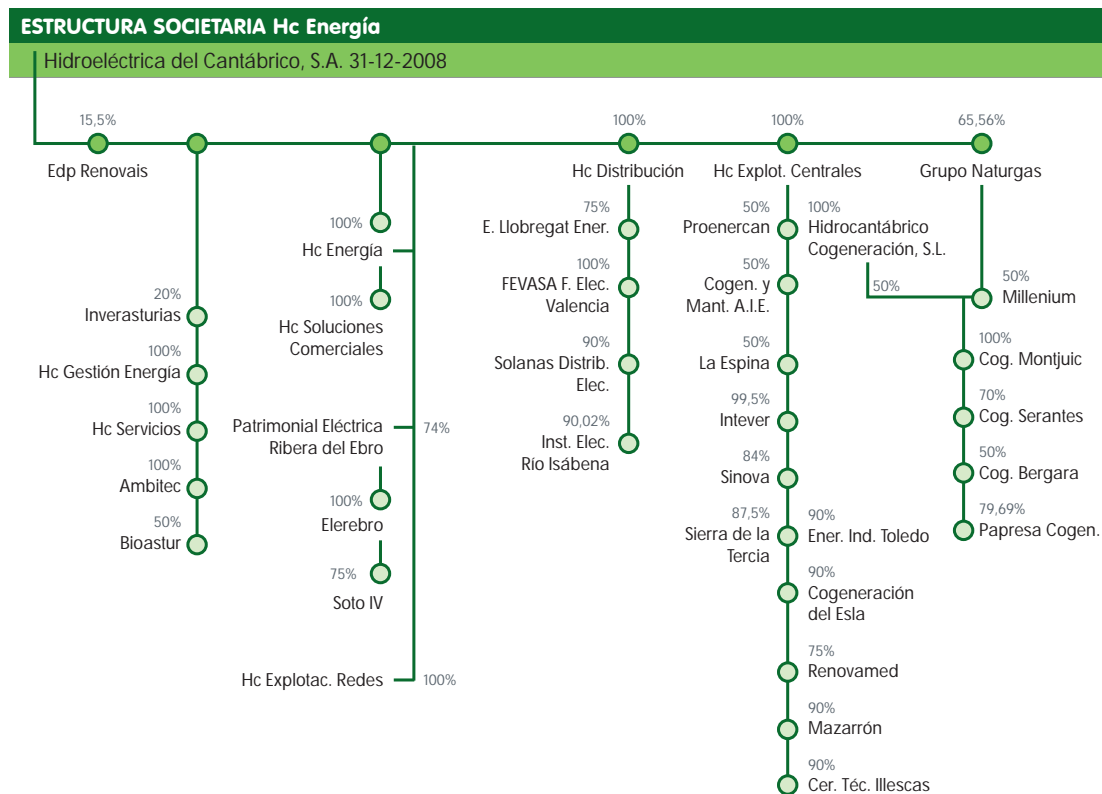 ESTRUCTURA SOCIETARIA Hc Energía
Hidroeléctrica del Cantábrico, S.A. 31-12-2008
15,5%
Edp Renovais
20%
Inverasturias
100%
Hc Gestión Energía
100%
Hc Servicios
100%
Ambitec
50%
Bioastur
100%
Hc Energía
100%
Hc Soluciones
Comerciales
Patrimonial Eléctrica
Ribera del Ebro
74%
100%
Elerebro
75%
Soto IV
Hc Explotac. Redes
100%
100%
Hc Distribución
75%
E. Llobregat Ener.
100%
FEVASA F. Elec.
Valencia
90%
Solanas Distrib.
Elec.
90,02%
Inst. Elec.
Río Isábena
100%
Hc Explot. Centrales
50%
Proenercan
50%
Cogen. y
Mant. A.I.E.
50%
La Espina
99,5%
Intever
84%
Sinova
87,5%
Sierra de la
Tercia
100%
Hidrocantábrico
Cogeneración, S.L.
50%
90%
Ener. Ind. Toledo
90%
Cogeneración
del Esla
75%
Renovamed
90%
Mazarrón
90%
Cer. Téc. Illescas
65,56%
Grupo Naturgas
50%
Millenium
100%
Cog. Montjuic
70%
Cog. Serantes
50%
Cog. Bergara
79,69%
Papresa Cogen.